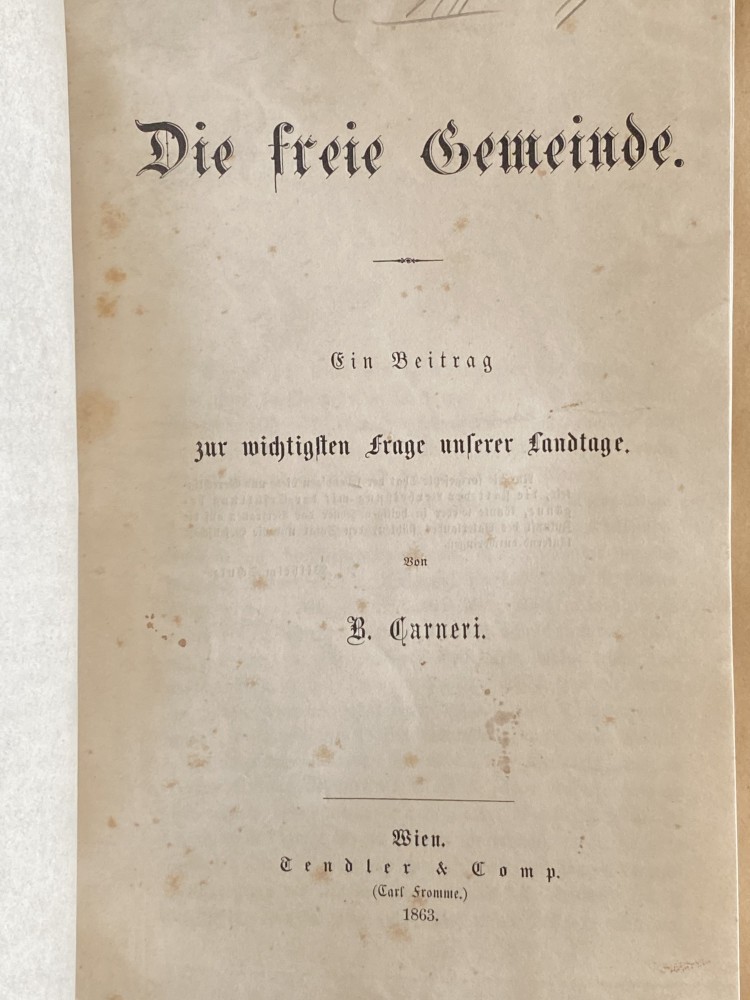 Die freie Gemeinde.
Ein Beitrag
zur wichtigsten Frage unserer Landtage.
Von
B. Carneri.
Wien.
Tendler & Comp.
(Carl Fromme.)
1863.